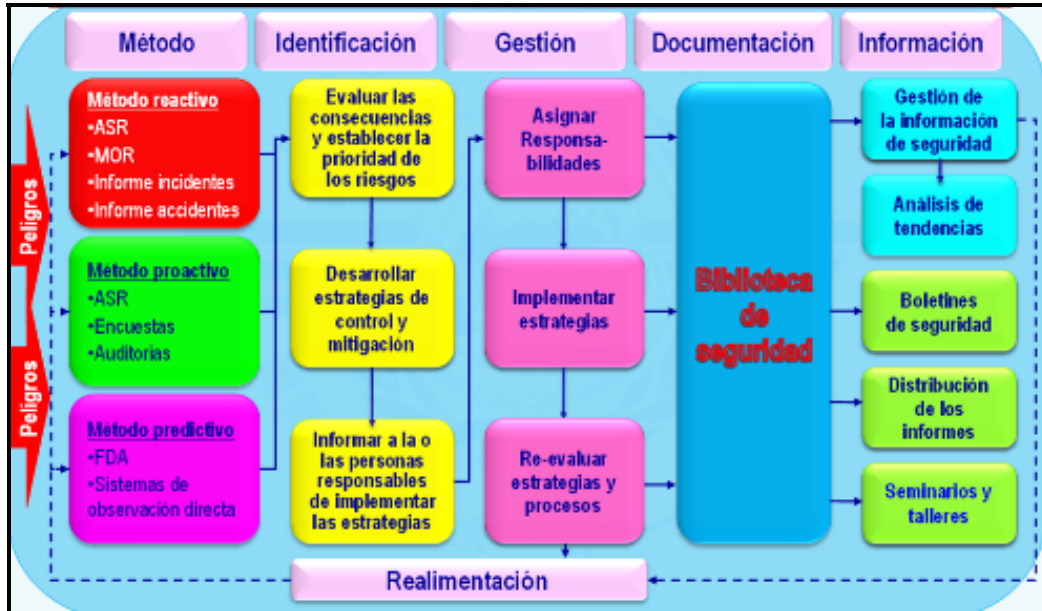 Método
Identificación
Gestión
Documentación
Información
Peligros
Peligros
Método reactivo
•ASR
•MOR
•Informe incidentes
•Informe accidentes
Método proactivo
•ASR
•Encuestas
•Auditorias
Método predictivo
•FDA
•Sistemas de
observación directa
Evaluar las
consecuencias
y establecer la
prioridad de
los riesgos
Desarrollar
estrategias de
control y
mitigación
Informar a la o
las personas
responsables
de implementar
las estrategias
Asignar
Responsa-
bilidades
Implementar
estrategias
Re-evaluar
estrategias y
procesos
Biblioteca
de
seguridad
Gestión de
la información
de seguridad
Análisis de
tendencias
Boletines
de seguridad
Distribución
de los
informes
Seminarios y
talleres
Realimentación